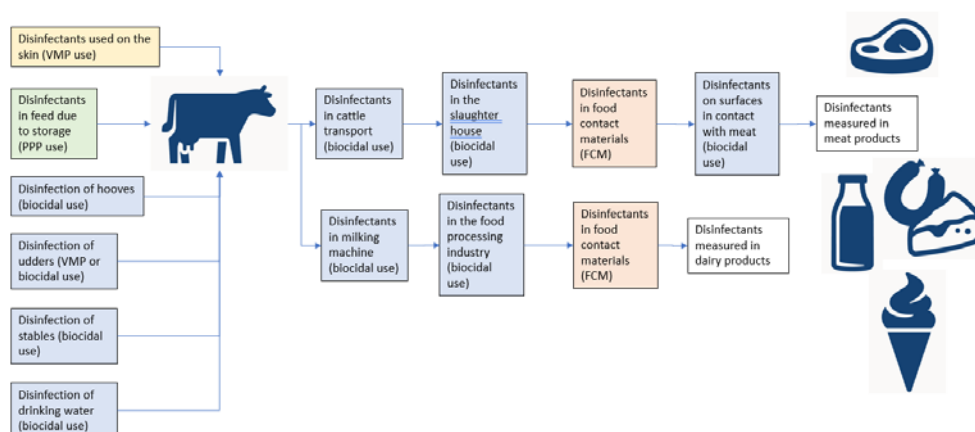 Disinfectants used on the
skin (VMP use)
Disinfectants
in feed due
to storage
(PPP use)
Disinfection of hooves
(biocidal use)
Disinfection of
udders (VMP or
biocidal use)
Disinfection of
stables (biocidal
use)
Disinfection of
drinking water
(biocidal use)
Disinfectants
in cattle
transport
(biocidal use)
Disinfectants
in the
slaughter
house
(biocidal
use)
Disinfectants
in food
contact
materials
(FCM)
Disinfectants
on surfaces
in contact
with meat
(biocidal
use)
Disinfectants
measured in
meat products
Disinfectants
in milking
machine
(biocidal use)
Disinfectants
in the food
processing
industry
(biocidal
use)
Disinfectants
in food
contact
materials
(FCM)
Disinfectants
measured in
dairy products